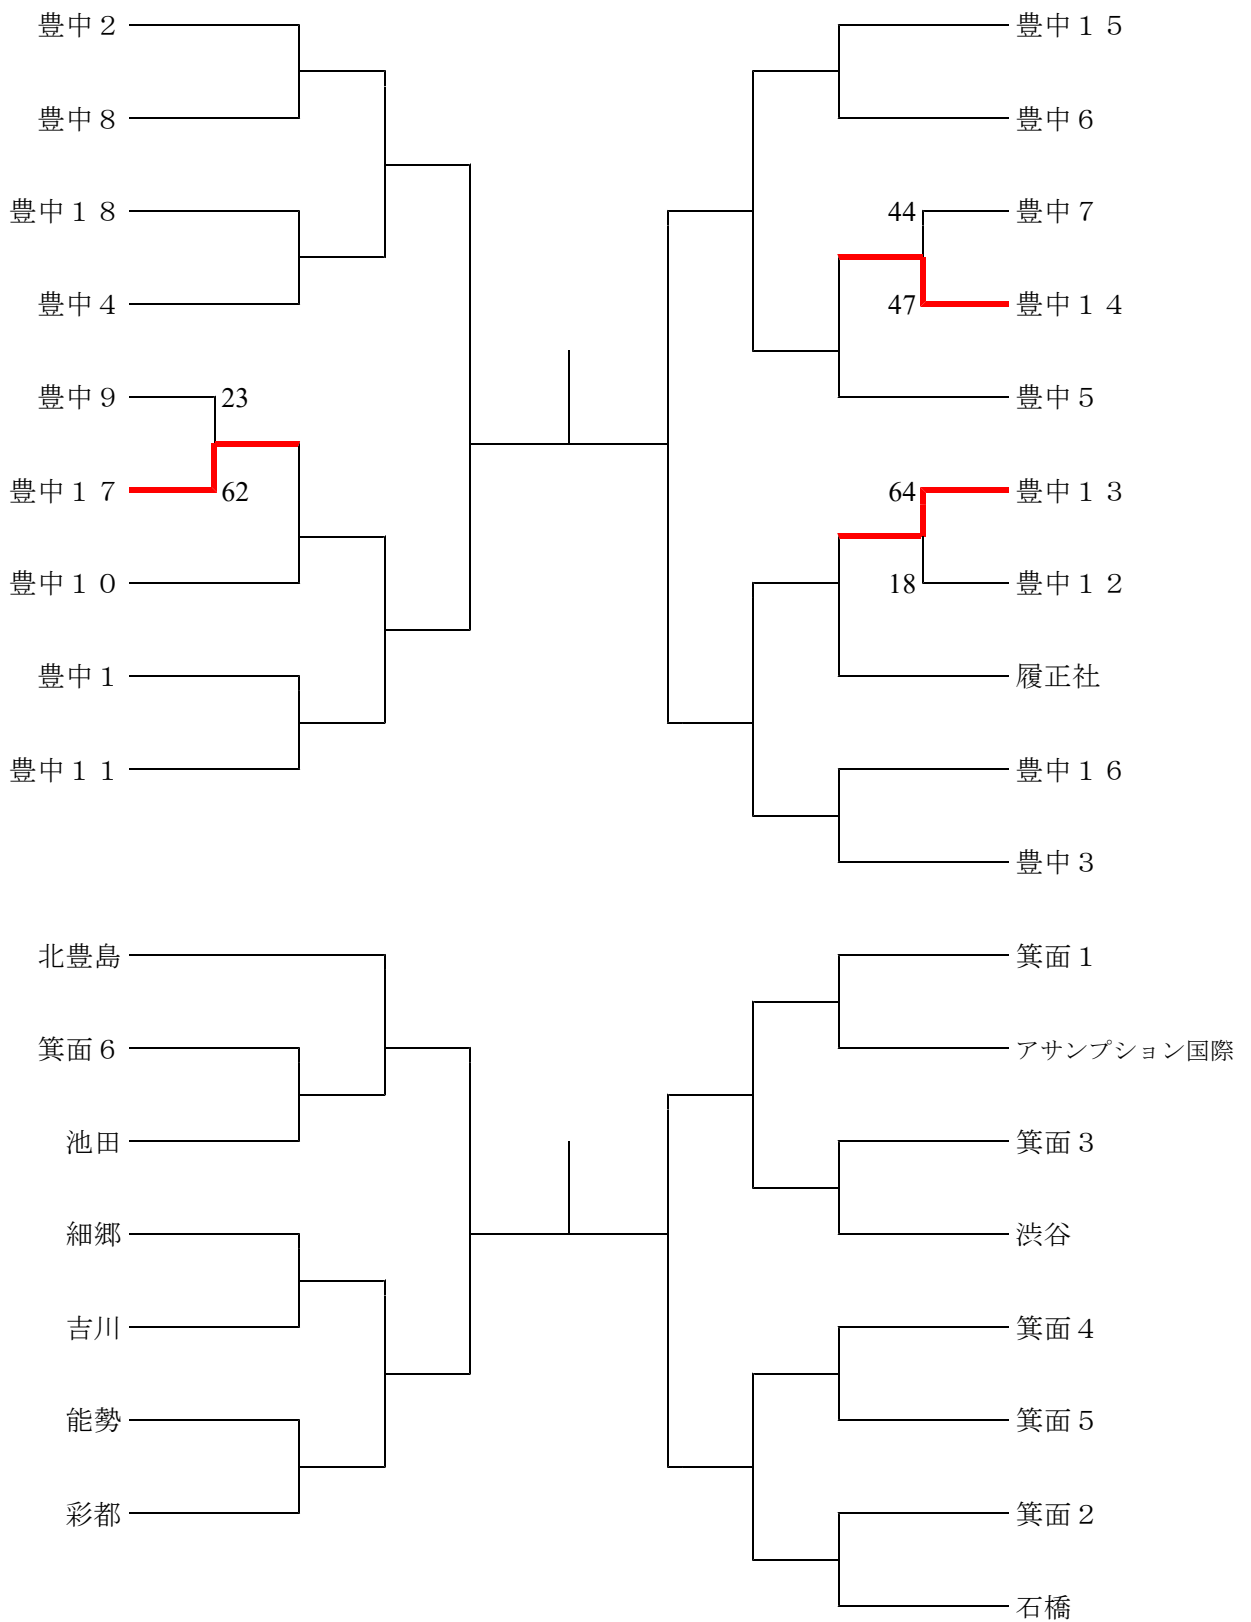 豊中２
豊中８
豊中１８
豊中４
豊中９
23
豊中１７
62
豊中１０
豊中１
豊中１１
豊中１５
豊中６
44
豊中７
47
豊中１４
豊中５
64
豊中１３
18
豊中１２
履正社
豊中１６
豊中３
北豊島
箕面６
池田
細郷
吉川
能勢
彩都
箕面１
アサンプション国際
箕面３
渋谷
箕面４
箕面５
箕面２
石橋